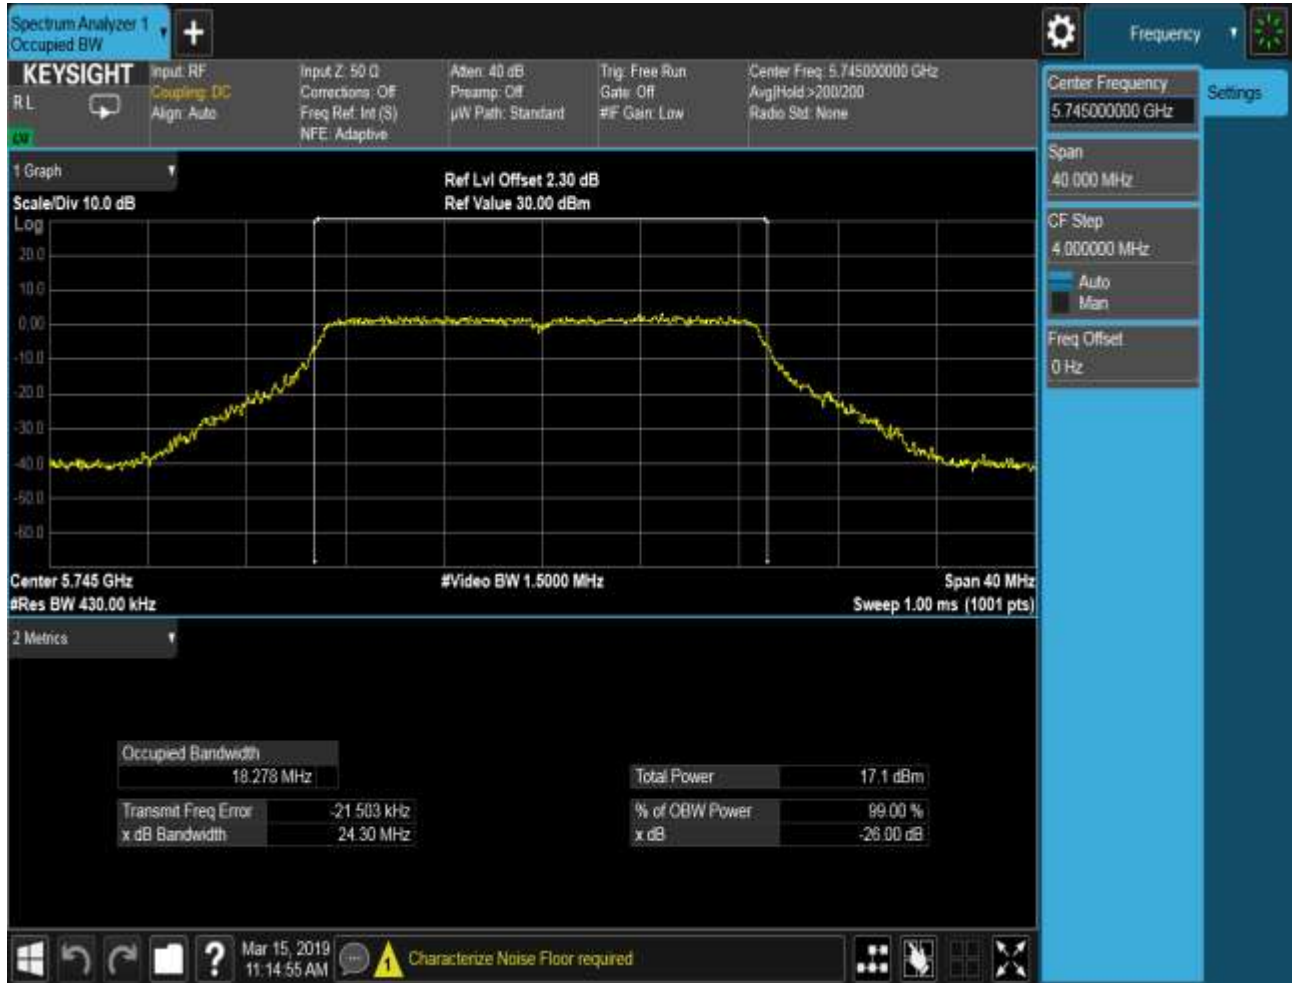 Spectrum Analyzer 1
Occupied BW
+
Frequency
KEYSIGHT
R L
Input: RF
Coupling: DC
Align: Auto
Input Z: 50 Ω
Corrections: Off
Freq Ref: Int (S)
NFE: Adaptive
Atten: 40 dB
Preamp: Off
µW Path: Standard
Trig: Free Run
Gate: Off
#IF Gain: Low
Center Freq: 5.745000000 GHz
Avg|Hold:>200/200
Radio Std: None
Center Frequency
5.745000000 GHz
Settings
Span
40.000 MHz
CF Step
4.000000 MHz
Auto
Man
Freq Offset
0 Hz
1 Graph
Scale/Div 10.0 dB
Ref Lvl Offset 2.30 dB
Ref Value 30.00 dBm
Log
20.0
10.0
0.00
-10.0
-20.0
-30.0
-40.0
-50.0
-60.0
Center 5.745 GHz
#Video BW 1.5000 MHz
Span 40 MHz
#Res BW 430.00 kHz
Sweep 1.00 ms (1001 pts)
2 Metrics
Occupied Bandwidth
18.278 MHz
Total Power 17.1 dBm
Transmit Freq Error -21.503 kHz
% of OBW Power 99.00 %
x dB Bandwidth 24.30 MHz
x dB -26.00 dB
?
Mar 15, 2019
11:14:55 AM
1
Characterize Noise Floor required